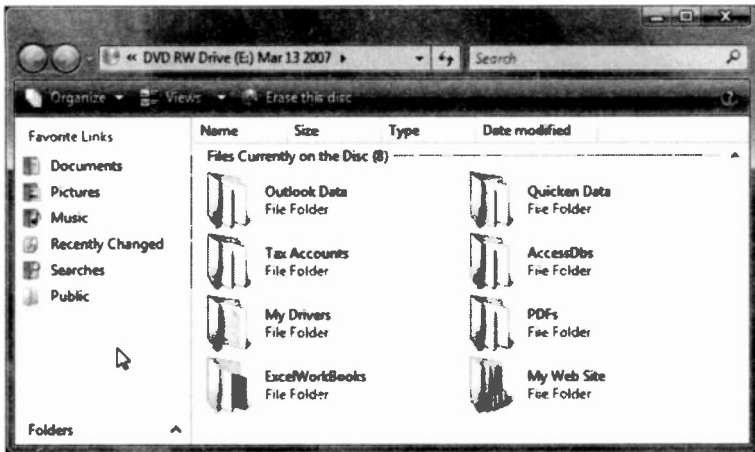 « DVD RW Drive (E:) Mar 13 2007 ▸ Search
Organize Views Erase this disc
Favorite Links
Documents
Pictures
Music
Recently Changed
Searches
Public
Folders
Name Size Type Date modified
Files Currently on the Disc (8)
Outlook Data
File Folder
Quicken Data
File Folder
Tax Accounts
File Folder
AccessDbs
File Folder
My Drivers
File Folder
PDFs
File Folder
ExcelWorkBooks
File Folder
My Web Site
File Folder